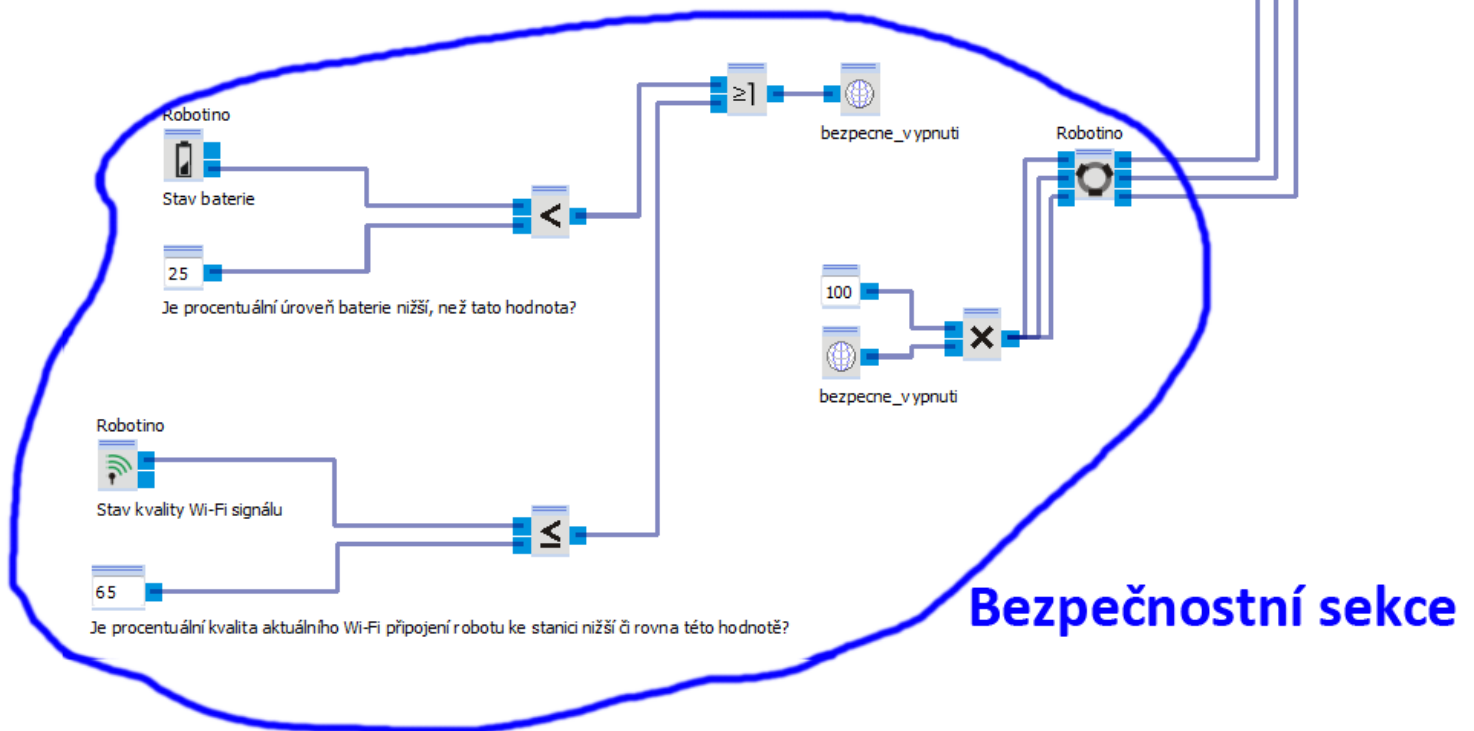 Robotino
Stav baterie
25
Je procentuální úroveň baterie nižší, než tato hodnota?
<
≥1
bezpecne_vypnuti
Robotino
100
×
bezpecne_vypnuti
Robotino
Stav kvality Wi-Fi signálu
≤
65
Je procentuální kvalita aktuálního Wi-Fi připojení robotu ke stanici nižší či rovna této hodnotě?
Bezpečnostní sekce